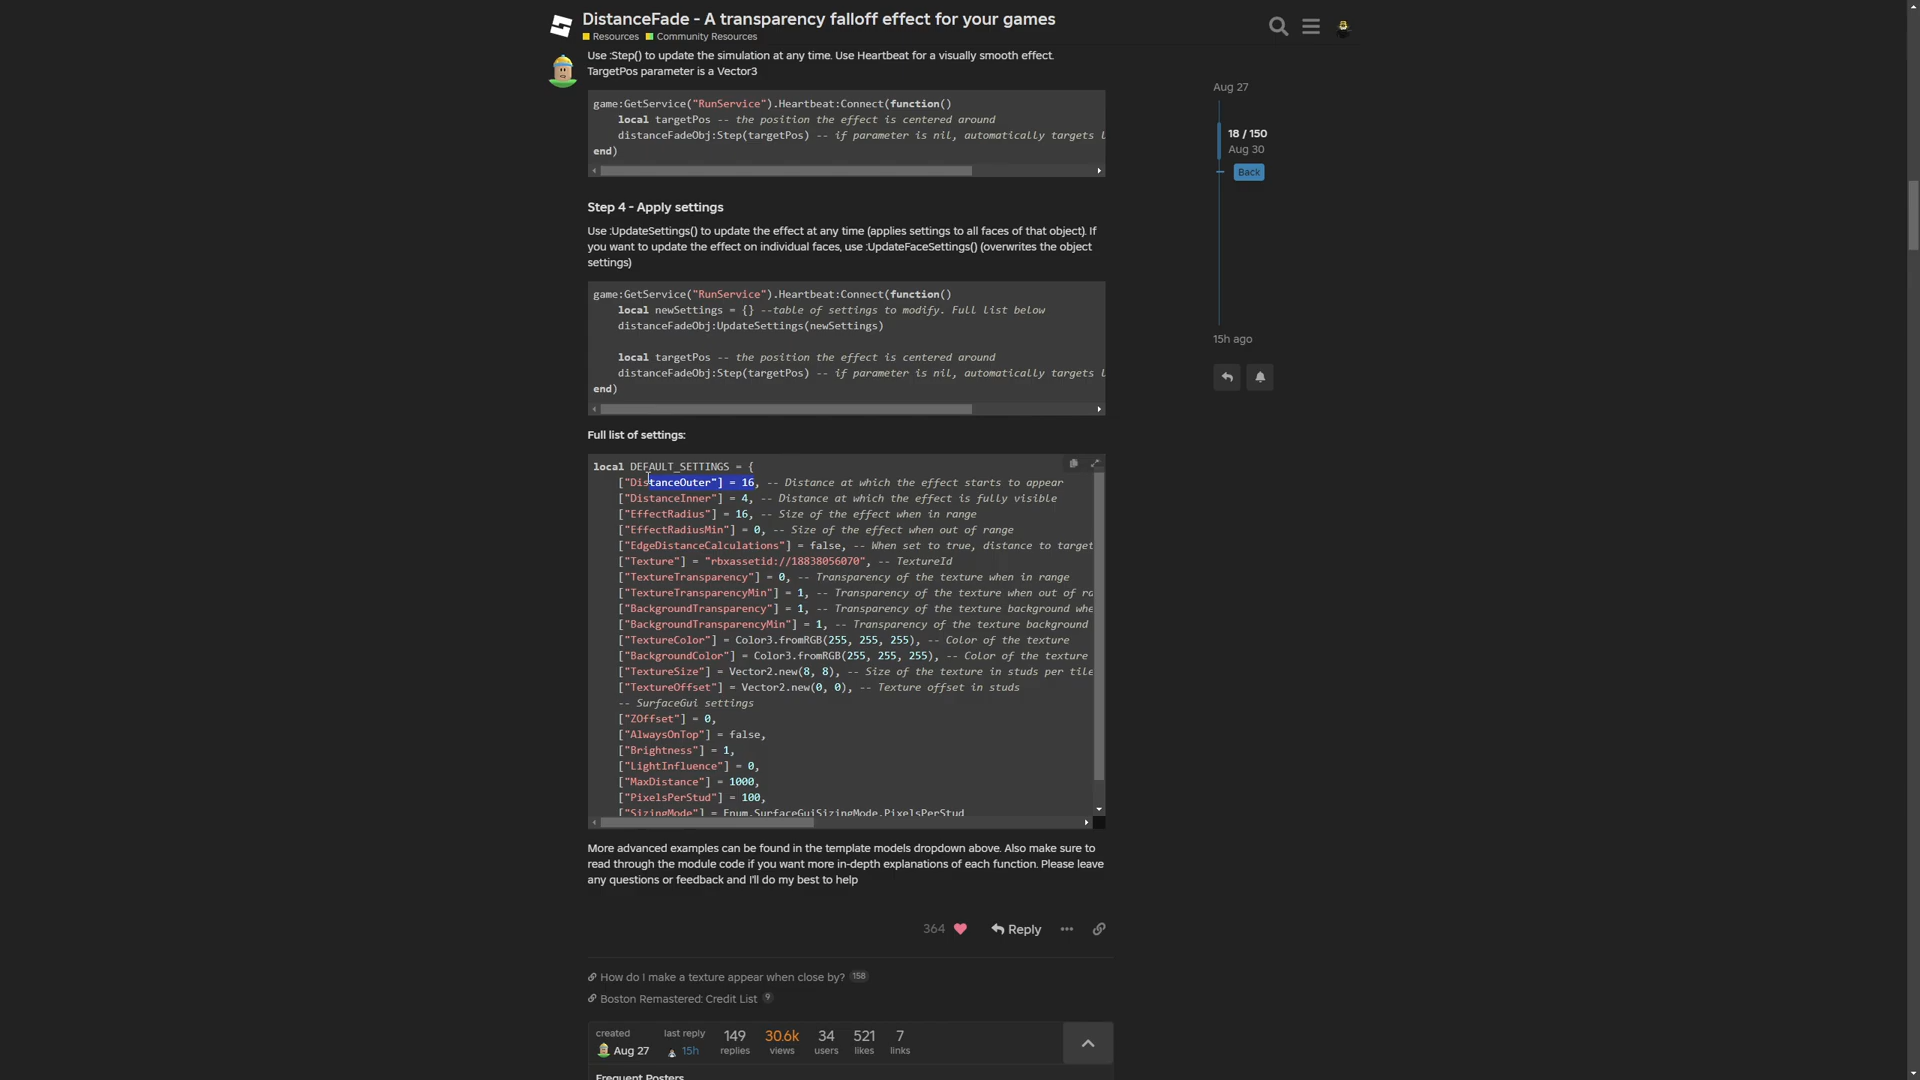 DistanceFade - A transparency falloff effect for your games
Resources Community Resources
Use :Step() to update the simulation at any time. Use Heartbeat for a visually smooth effect.
TargetPos parameter is a Vector3
game:GetService("RunService").Heartbeat:Connect(function()
local targetPos -- the position the effect is centered around
distanceFadeObj:Step(targetPos) -- if parameter is nil, automatically targets
end)
Step 4 - Apply settings
Use :UpdateSettings() to update the effect at any time (applies settings to all faces of that object). If
you want to update the effect on individual faces, use :UpdateFaceSettings() (overwrites the object
settings)
game:GetService("RunService").Heartbeat:Connect(function()
local newSettings = {} --table of settings to modify. Full list below
distanceFadeObj:UpdateSettings(newSettings)
local targetPos -- the position the effect is centered around
distanceFadeObj:Step(targetPos) -- if parameter is nil, automatically targets
end)
Full list of settings:
local DEFAULT_SETTINGS = {
["DistanceOuter"] = 16, -- Distance at which the effect starts to appear
["DistanceInner"] = 4, -- Distance at which the effect is fully visible
["EffectRadius"] = 16, -- Size of the effect when in range
["EffectRadiusMin"] = 0, -- Size of the effect when out of range
["EdgeDistanceCalculations"] = false, -- When set to true, distance to target
["Texture"] = "rbxassetid://18838056070", -- TextureId
["TextureTransparency"] = 0, -- Transparency of the texture when in range
["TextureTransparencyMin"] = 1, -- Transparency of the texture when out of
["BackgroundTransparency"] = 1, -- Transparency of the texture background
["BackgroundTransparencyMin"] = 1, -- Transparency of the texture background
["TextureColor"] = Color3.fromRGB(255, 255, 255), -- Color of the texture
["BackgroundColor"] = Color3.fromRGB(255, 255, 255), -- Color of the texture
["TextureSize"] = Vector2.new(8, 8), -- Size of the texture in studs per tile
["TextureOffset"] = Vector2.new(0, 0), -- Texture offset in studs
-- SurfaceGui settings
["ZOffset"] = 0,
["AlwaysOnTop"] = false,
["Brightness"] = 1,
["LightInfluence"] = 0,
["MaxDistance"] = 1000,
["PixelsPerStud"] = 100,
["SizingMode"] = Enum.SurfaceGuiSizingMode.PixelsPerStud
More advanced examples can be found in the template models dropdown above. Also make sure to
read through the module code if you want more in-depth explanations of each function. Please leave
any questions or feedback and I'll do my best to help
364 Reply
How do I make a texture appear when close by? 158
Boston Remastered: Credit List 9
created last reply 149 30.6k 34 521 7
Aug 27 15h replies views users likes links
Frequent Posters
Aug 27
18 / 150
Aug 30
Back
15h ago